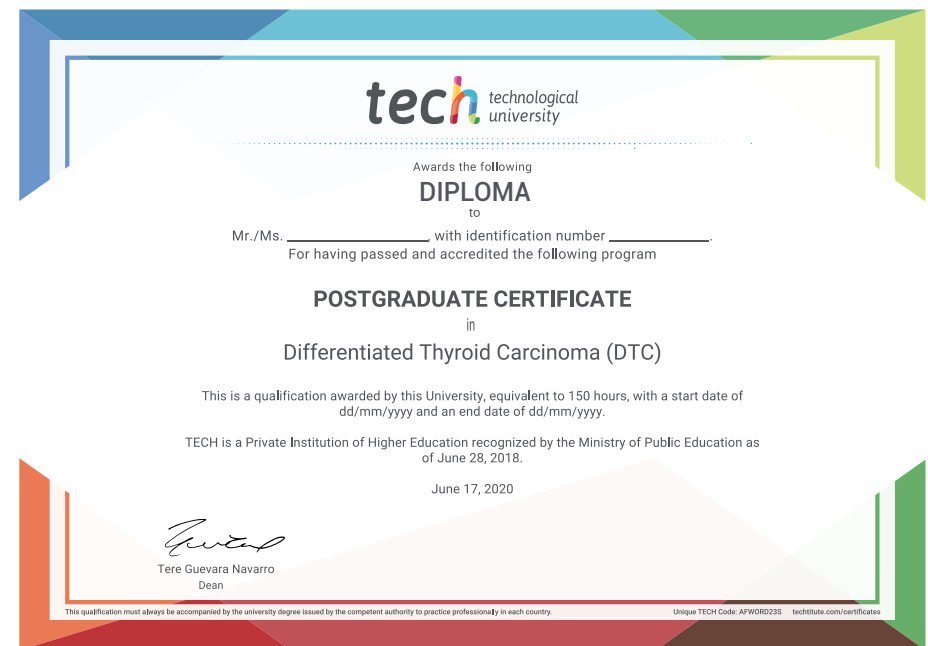 tech technological
university
Awards the following
DIPLOMA
to
Mr./Ms. ____________________, with identification number ______________.
For having passed and accredited the following program
POSTGRADUATE CERTIFICATE
in
Differentiated Thyroid Carcinoma (DTC)
This is a qualification awarded by this University, equivalent to 150 hours, with a start date of
dd/mm/yyyy and an end date of dd/mm/yyyy.
TECH is a Private Institution of Higher Education recognized by the Ministry of Public Education as
of June 28, 2018.
June 17, 2020
Tere Guevara Navarro
Dean
This qualification must always be accompanied by the university degree issued by the competent authority to practice professionally in each country.
Unique TECH Code: AFWORD23S techtitute.com/certificates